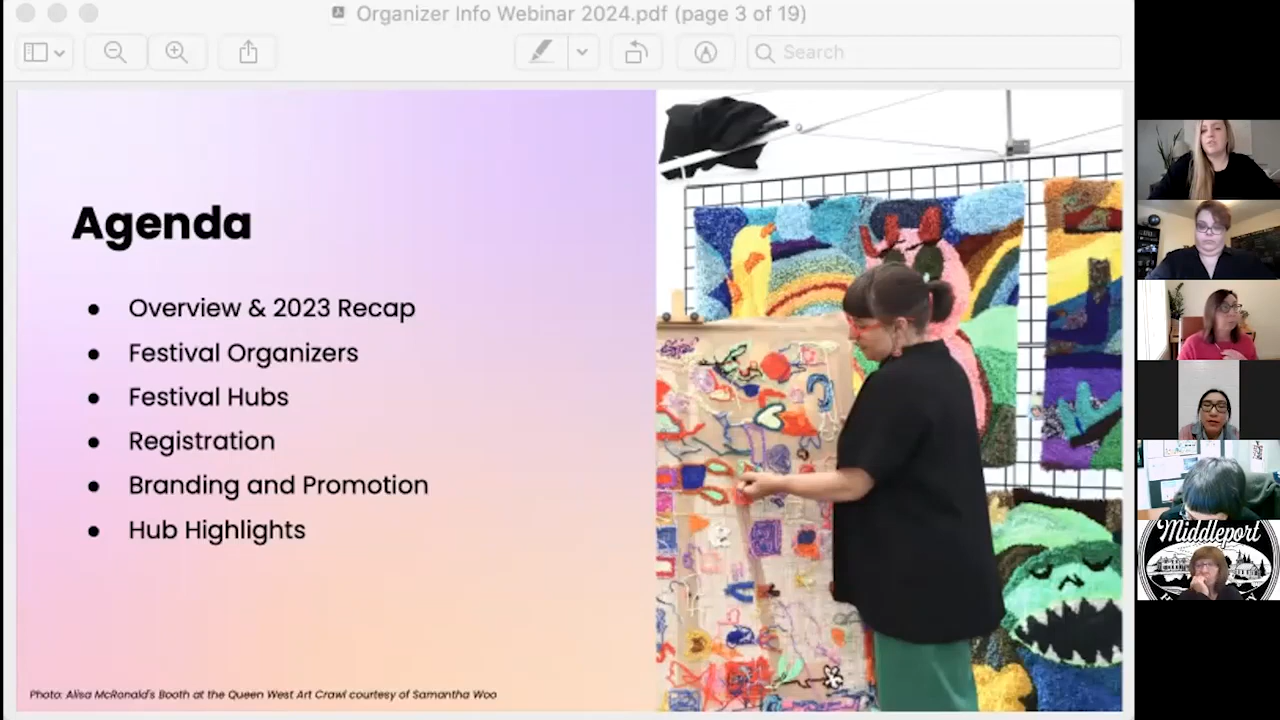 Organizer Info Webinar 2024.pdf (page 3 of 19)
Search
Agenda
● Overview & 2023 Recap
● Festival Organizers
● Festival Hubs
● Registration
● Branding and Promotion
● Hub Highlights
Photo: Alisa McRonald's Booth at the Queen West Art Crawl courtesy of Samantha Woo
Middleport